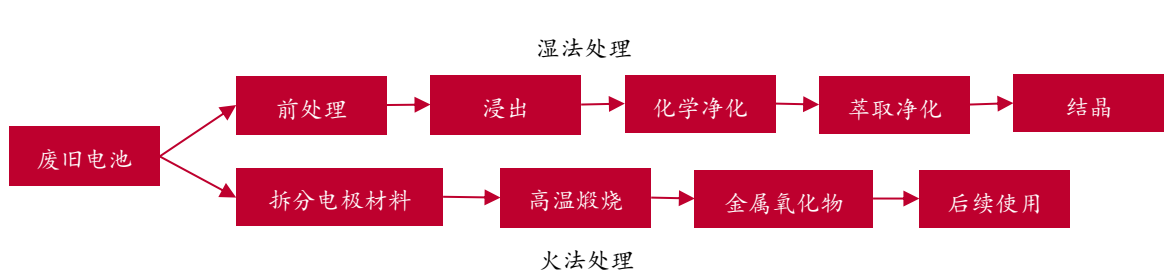 湿法处理
前处理
浸出
化学净化
萃取净化
结晶
废旧电池
拆分电极材料
高温煅烧
金属氧化物
后续使用
火法处理